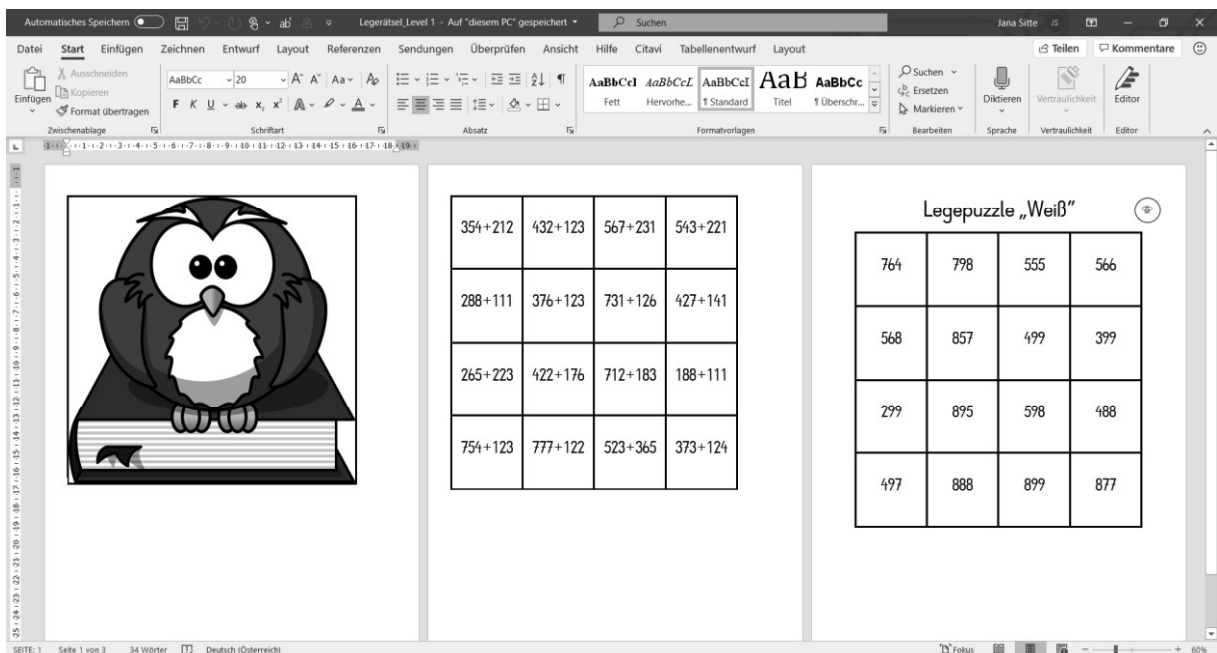 Automatisches Speichern Legerätsel_Level 1 - Auf "diesem PC" gespeichert Suchen Jana Sitte JS
Datei Start Einfügen Zeichnen Entwurf Layout Referenzen Sendungen Überprüfen Ansicht Hilfe Citavi Tabellenentwurf Layout Teilen Kommentare
Einfügen
Ausschneiden
Kopieren
Format übertragen
Zwischenablage
AaBbCc 20
F K U ab x₂ x² A A
Schriftart
Absatz
AaBbCcI AaBbCcL AaBbCcI AaB AaBbCc
Fett Hervorhe... ¶ Standard Titel ¶ Überschr...
Formatvorlagen
Suchen
Ersetzen
Markieren
Bearbeiten
Diktieren
Sprache
Vertraulichkeit
Vertraulichkeit
Editor
Editor
354+212 432+123 567+231 543+221
288+111 376+123 731+126 427+141
265+223 422+176 712+183 188+111
754+123 777+122 523+365 373+124
Legepuzzle „Weiß“
764 798 555 566
568 857 499 399
299 895 598 488
497 888 899 877
SEITE: 1 Seite 1 von 3 34 Wörter Deutsch (Österreich) Fokus 60%